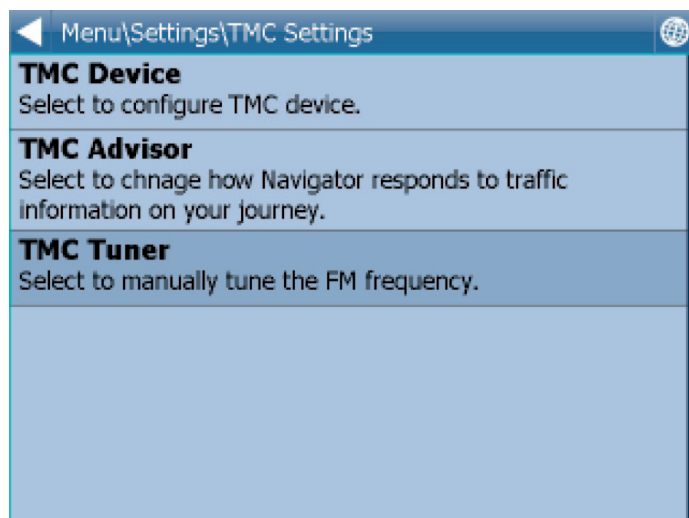 Menu\Settings\TMC Settings
TMC Device
Select to configure TMC device.
TMC Advisor
Select to chnage how Navigator responds to traffic
information on your journey.
TMC Tuner
Select to manually tune the FM frequency.